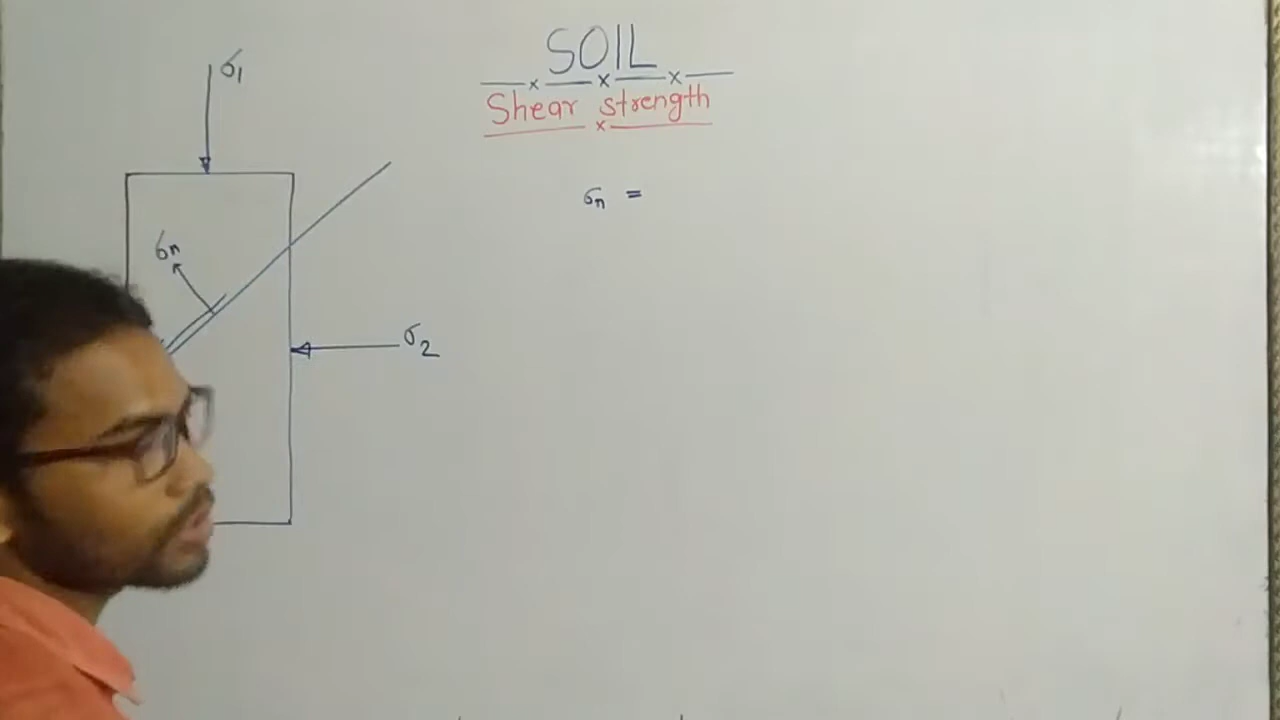 SOIL
Shear strength
σ1
σn =
σn
σ2